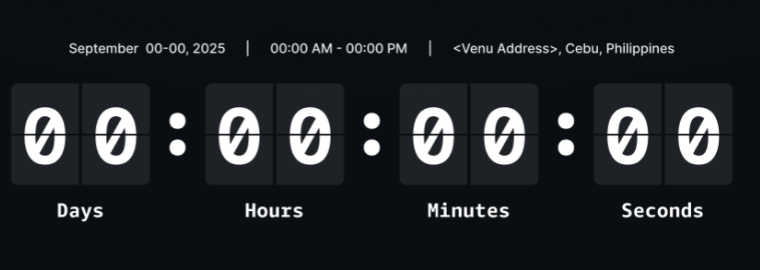 September 00-00, 2025 | 00:00 AM - 00:00 PM | <Venu Address>, Cebu, Philippines
00 : 00 : 00 : 00
Days Hours Minutes Seconds